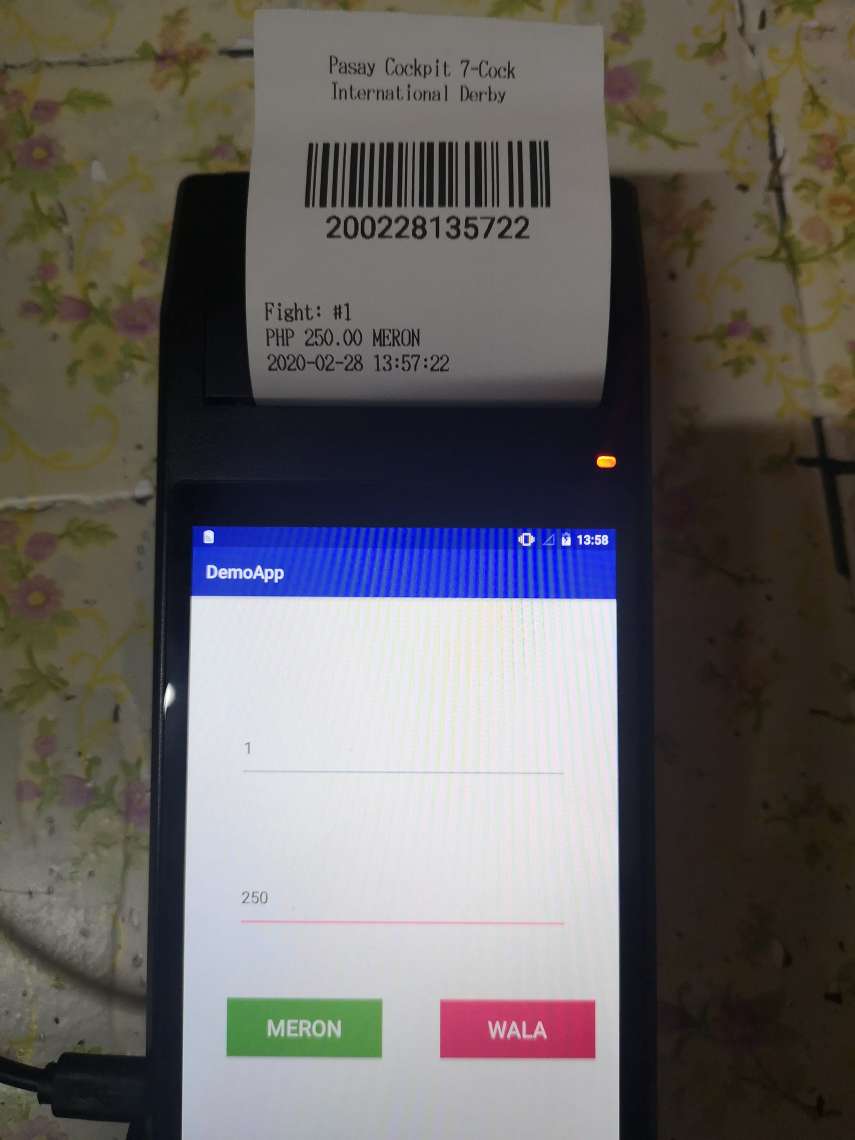 Pasay Cockpit 7-Cock
International Derby
200228135722
Fight: #1
PHP 250.00 MERON
2020-02-28 13:57:22
13:58
DemoApp
1
250
MERON
WALA